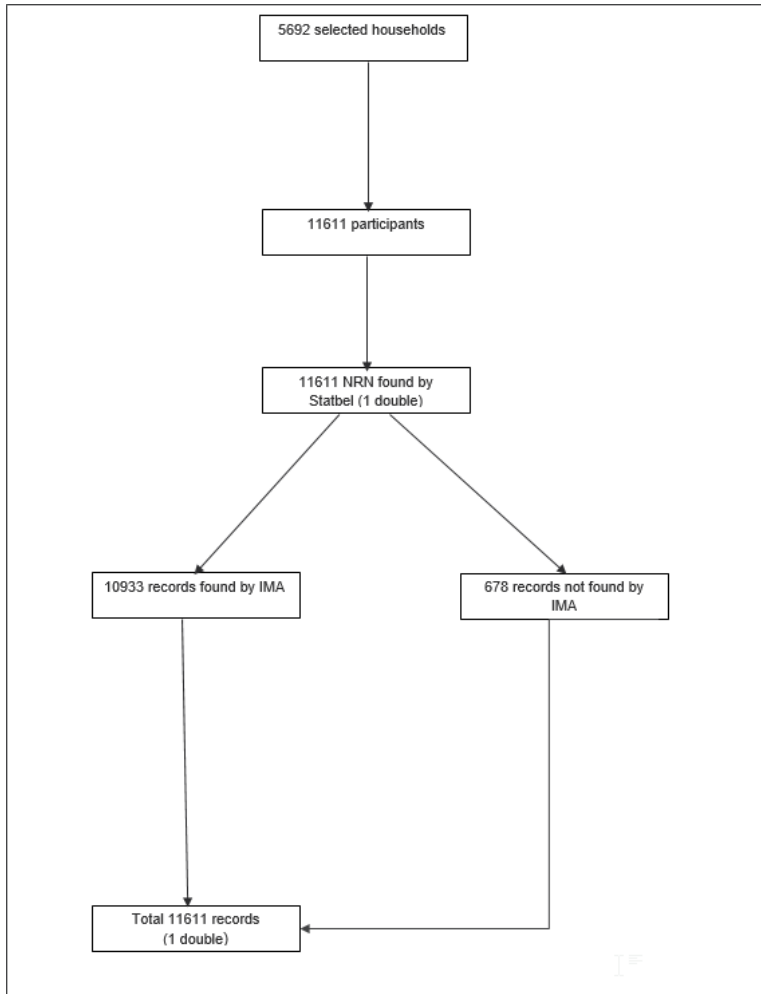 5692 selected households
11611 participants
11611 NRN found by
Statbel (1 double)
10933 records found by IMA
678 records not found by
IMA
Total 11611 records
(1 double)